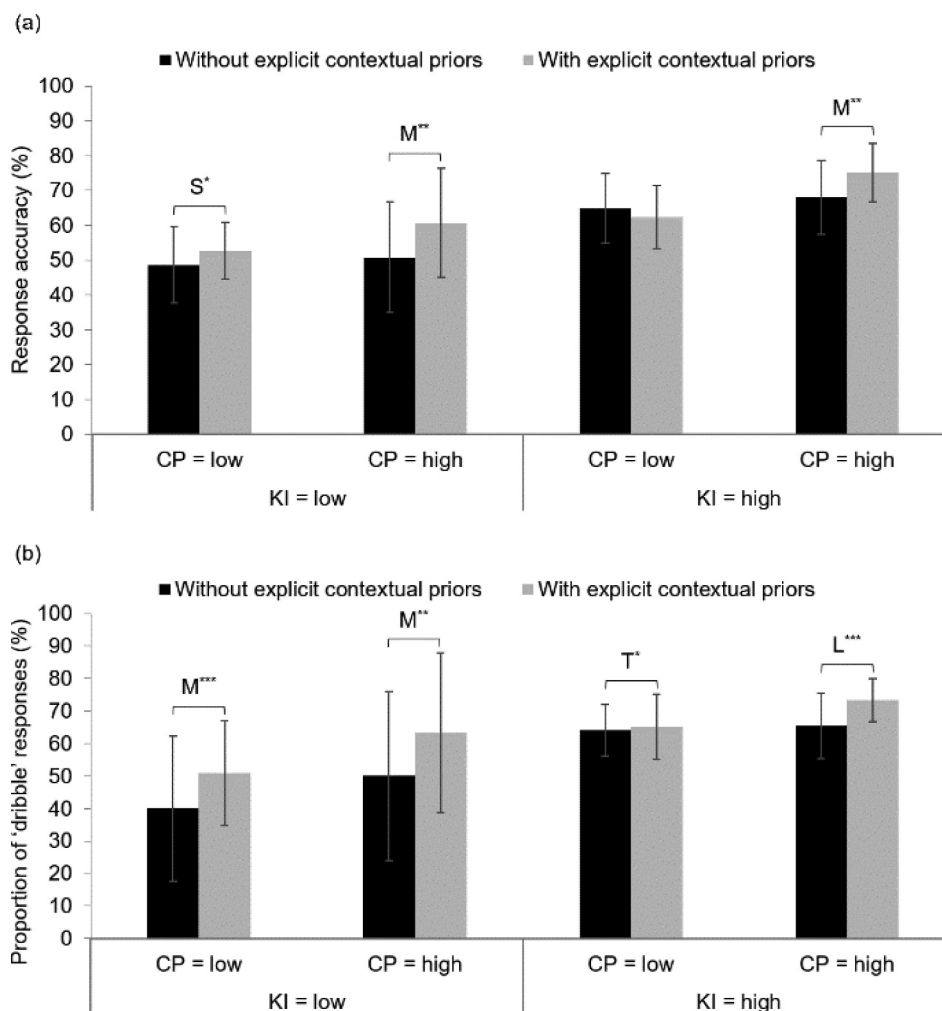 (a)
Without explicit contextual priors With explicit contextual priors
100
90
80
70
60
50
40
30
20
10
0
Response accuracy (%)
S*
M**
M**
CP = low CP = high CP = low CP = high
KI = low KI = high
(b)
Without explicit contextual priors With explicit contextual priors
100
90
80
70
60
50
40
30
20
10
0
Proportion of 'dribble' responses (%)
M***
M**
T*
L***
CP = low CP = high CP = low CP = high
KI = low KI = high